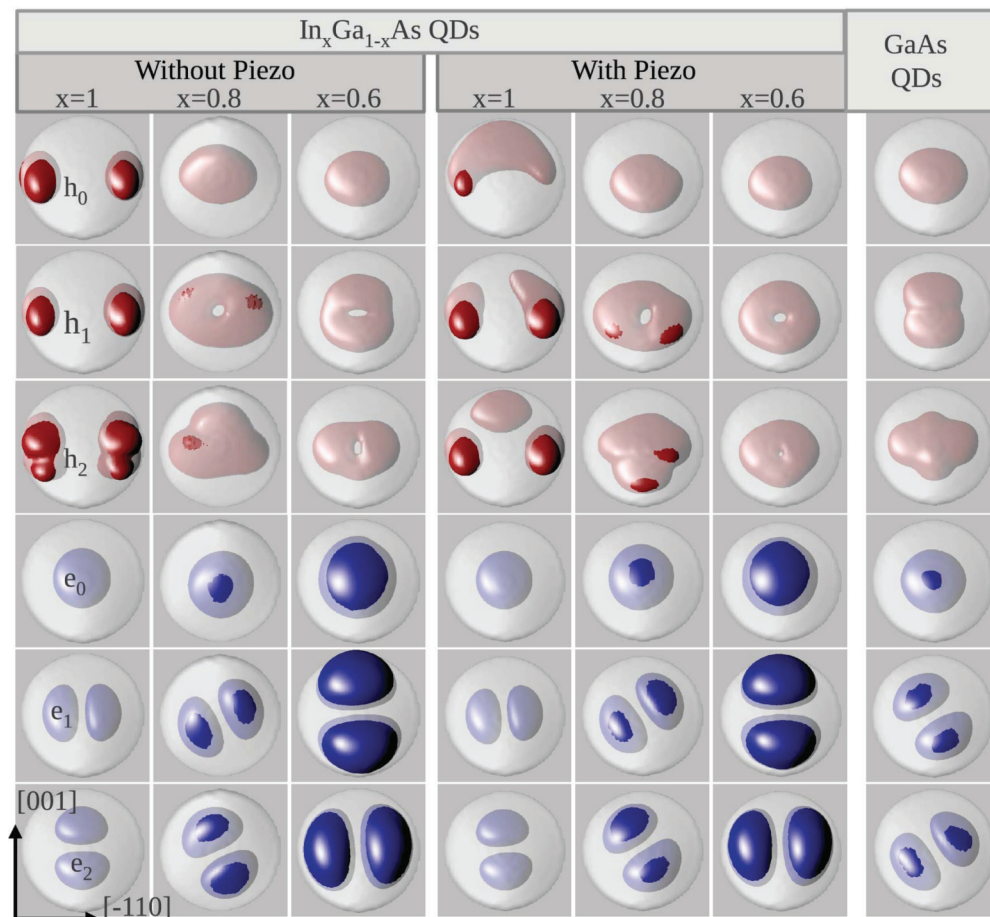 InₓGa₁₋ₓAs QDs
GaAs
QDs
Without Piezo
With Piezo
x=1 x=0.8 x=0.6 x=1 x=0.8 x=0.6
h₀
h₁
h₂
e₀
e₁
[001]
e₂
[-110]